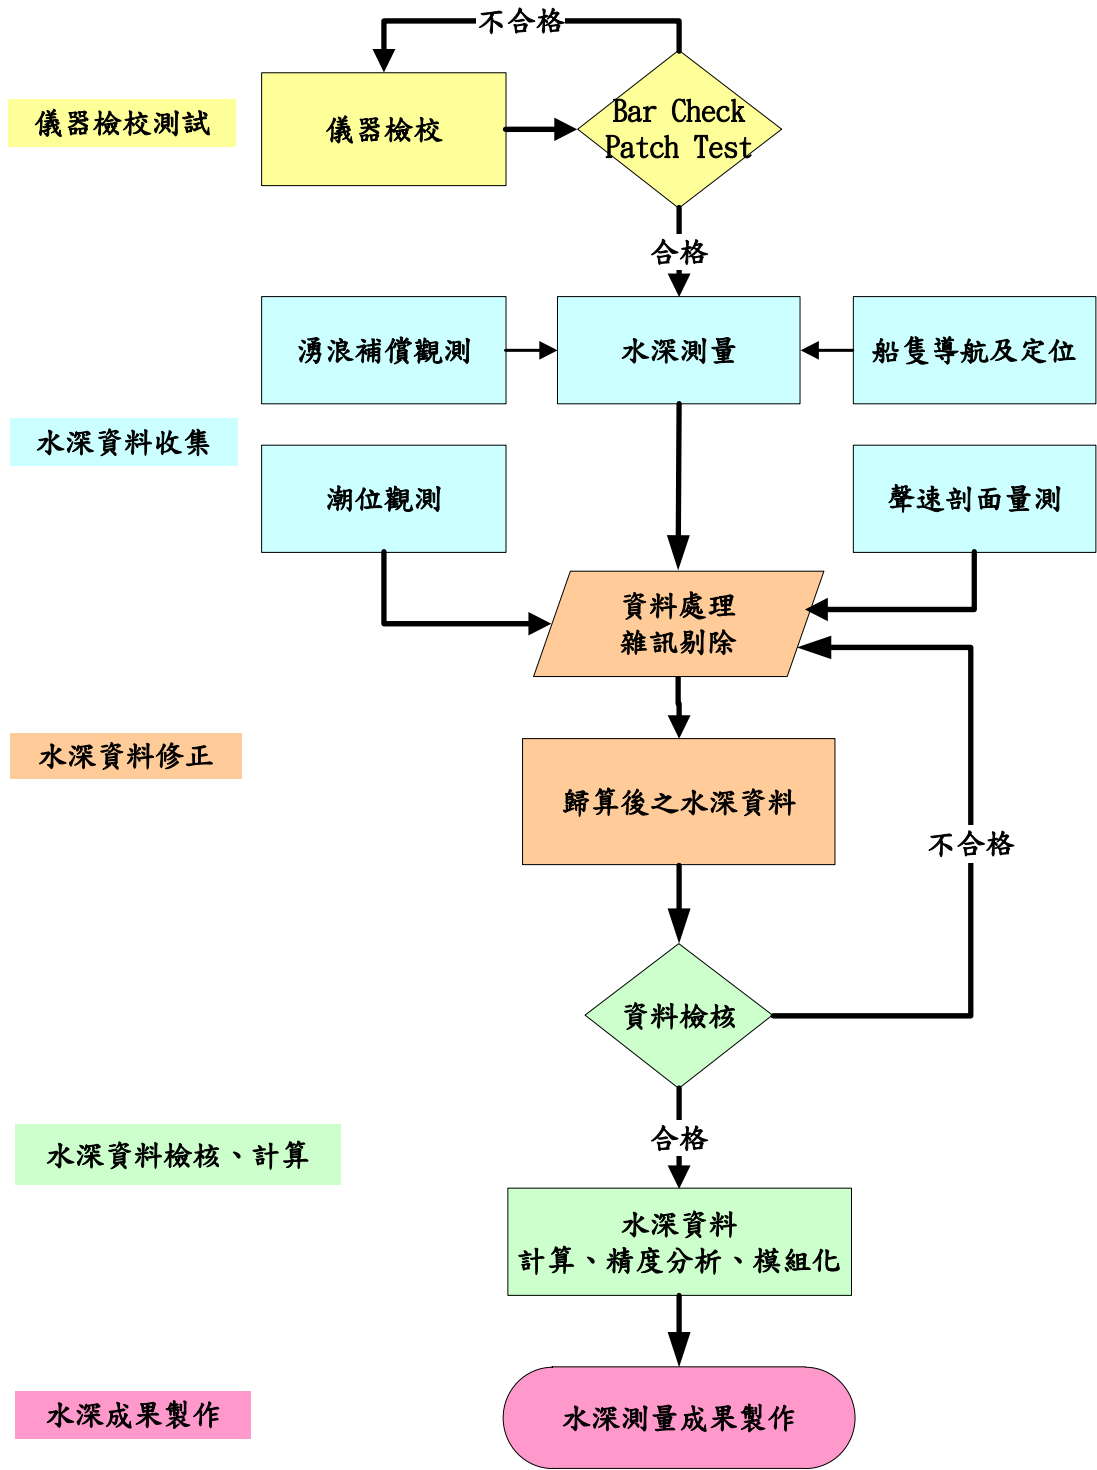 不合格
儀器檢校測試
儀器檢校
Bar Check
Patch Test
合格
湧浪補償觀測
水深測量
船隻導航及定位
水深資料收集
潮位觀測
聲速剖面量測
資料處理
雜訊剔除
水深資料修正
歸算後之水深資料
不合格
資料檢核
合格
水深資料檢核、計算
水深資料
計算、精度分析、模組化
水深成果製作
水深測量成果製作